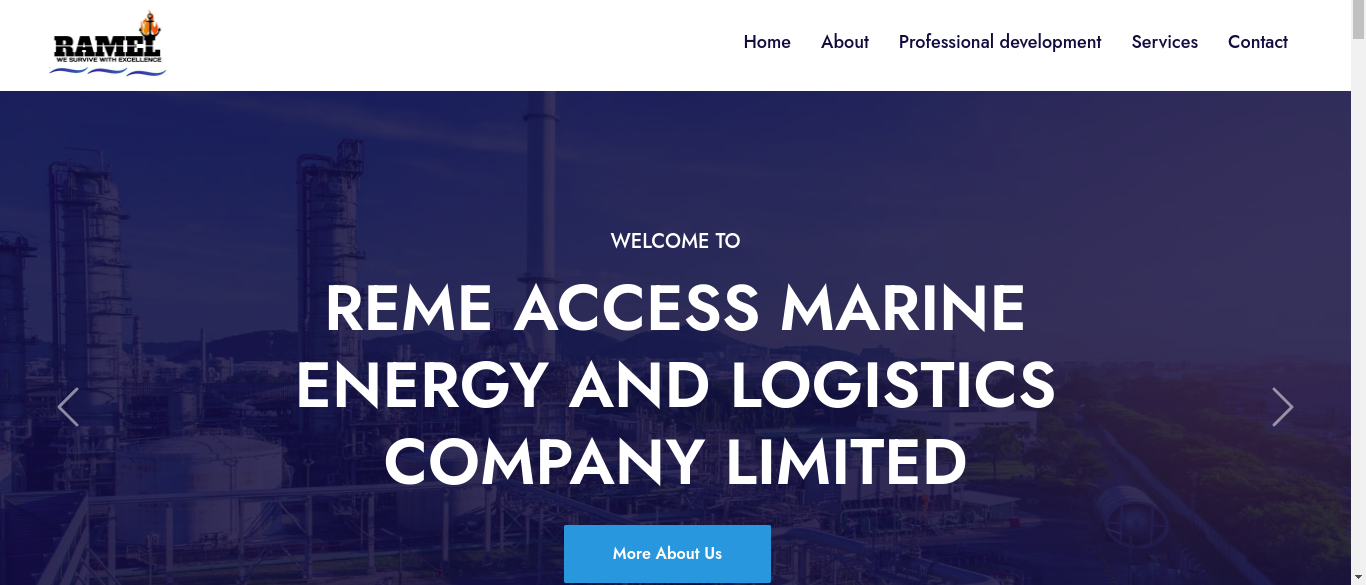 RAMEL
WE SURVIVE WITH EXCELLENCE
Home About Professional development Services Contact
WELCOME TO
REME ACCESS MARINE
ENERGY AND LOGISTICS
COMPANY LIMITED
More About Us